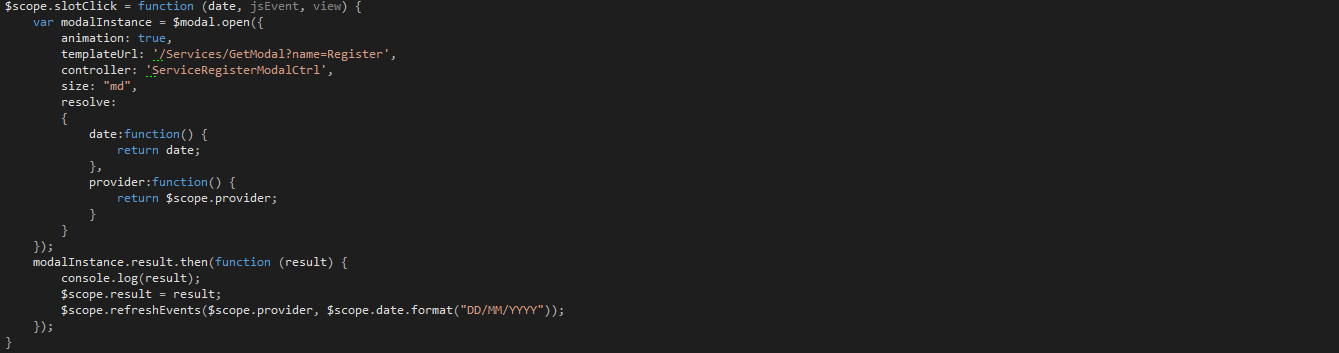 $scope.slotClick = function (date, jsEvent, view) {
    var modalInstance = $modal.open({
        animation: true,
        templateUrl: '/Services/GetModal?name=Register',
        controller: 'ServiceRegisterModalCtrl',
        size: "md",
        resolve:
        {
            date:function() {
                return date;
            },
            provider:function() {
                return $scope.provider;
            }
        }
    });
    modalInstance.result.then(function (result) {
        console.log(result);
        $scope.result = result;
        $scope.refreshEvents($scope.provider, $scope.date.format("DD/MM/YYYY"));
    });
}